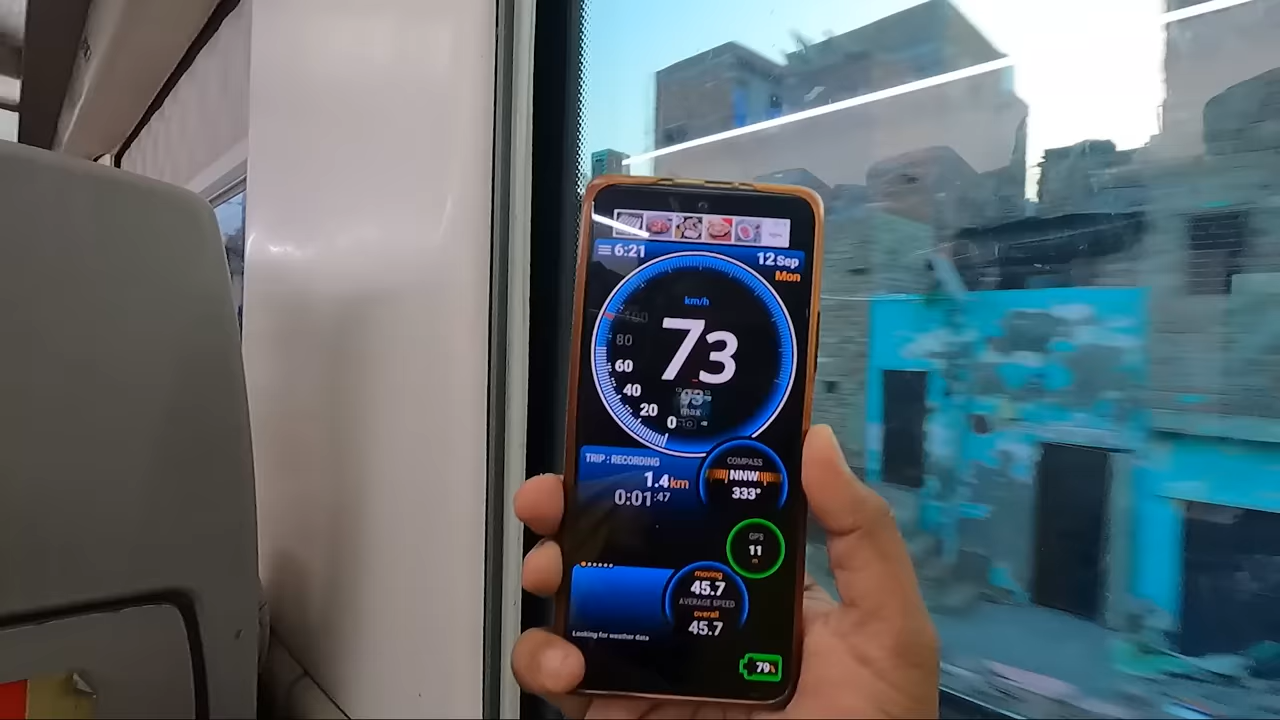 6:21
12 Sep
Mon
km/h
100
80
60
40
20
0
73
93
max
TRIP : RECORDING
1.4km
0:01:47
COMPASS
NNW
333°
GPS
11
m
moving
45.7
AVERAGE SPEED
overall
45.7
Looking for weather data
79%